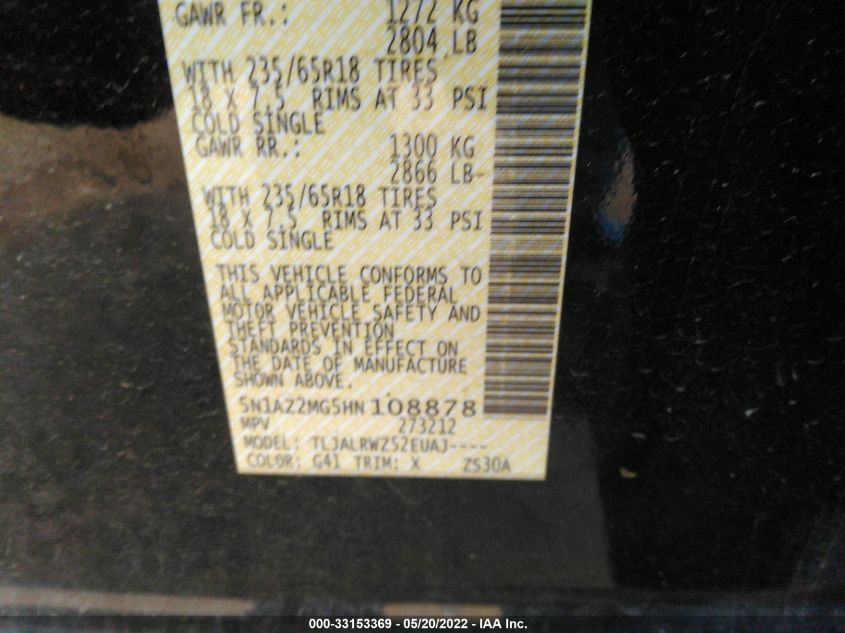 GAWR FR.: 1272 KG
2804 LB
WITH 235/65R18 TIRES
18 X 7.5 RIMS AT 33 PSI
COLD SINGLE
GAWR RR.: 1300 KG
2866 LB
WITH 235/65R18 TIRES
18 X 7.5 RIMS AT 33 PSI
COLD SINGLE
THIS VEHICLE CONFORMS TO
ALL APPLICABLE FEDERAL
MOTOR VEHICLE SAFETY AND
THEFT PREVENTION
STANDARDS IN EFFECT ON
THE DATE OF MANUFACTURE
SHOWN ABOVE.
5N1AZ2MG5HN108878
MPV 273212
MODEL: TLJALRWZ52EUAJ----
COLOR: G41 TRIM: X ZS30A
000-33153369 - 05/20/2022 - IAA Inc.